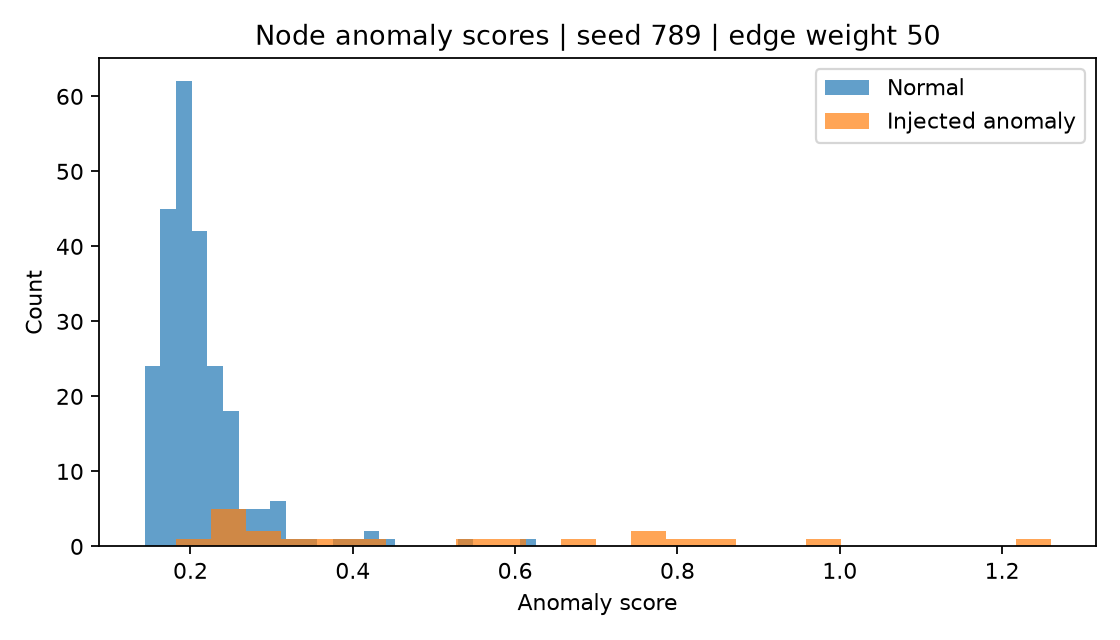 Node anomaly scores | seed 789 | edge weight 50
Normal
Injected anomaly
Count
60
50
40
30
20
10
0
0.2 0.4 0.6 0.8 1.0 1.2
Anomaly score